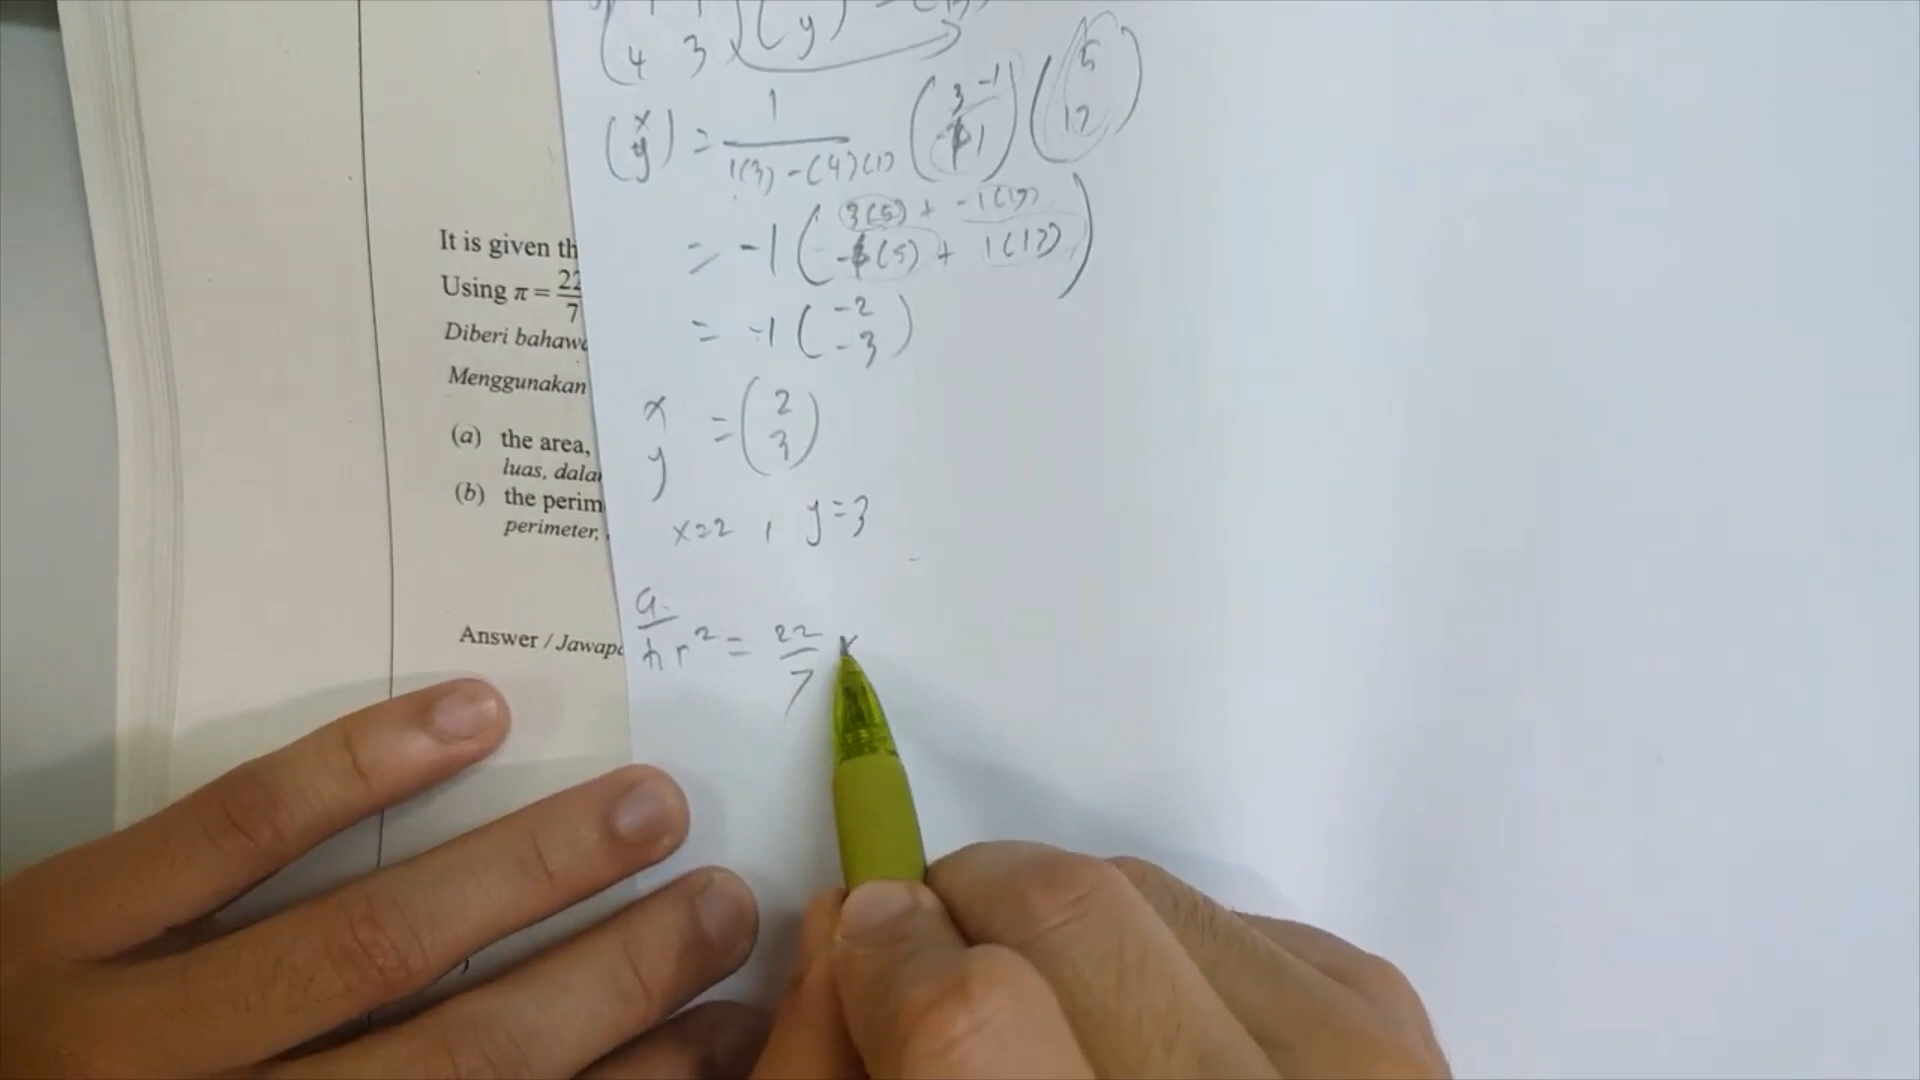 4 3 ( y )
( x y ) = 1 / 1(3) - (4)(1) ( 3 -1 -4 1 ) ( 5 12 )
= -1 ( 3(5) + -1(17)
-4(5) + 1(17) )
= -1 ( -2 -3 )
x y = ( 2 3 )
x=2 , y=3
a.
πr² = 22/7 x
It is given th
Using π = 22/7
Diberi bahawa
Menggunakan
(a) the area,
luas, dala
(b) the perim
perimeter,
Answer / Jawap